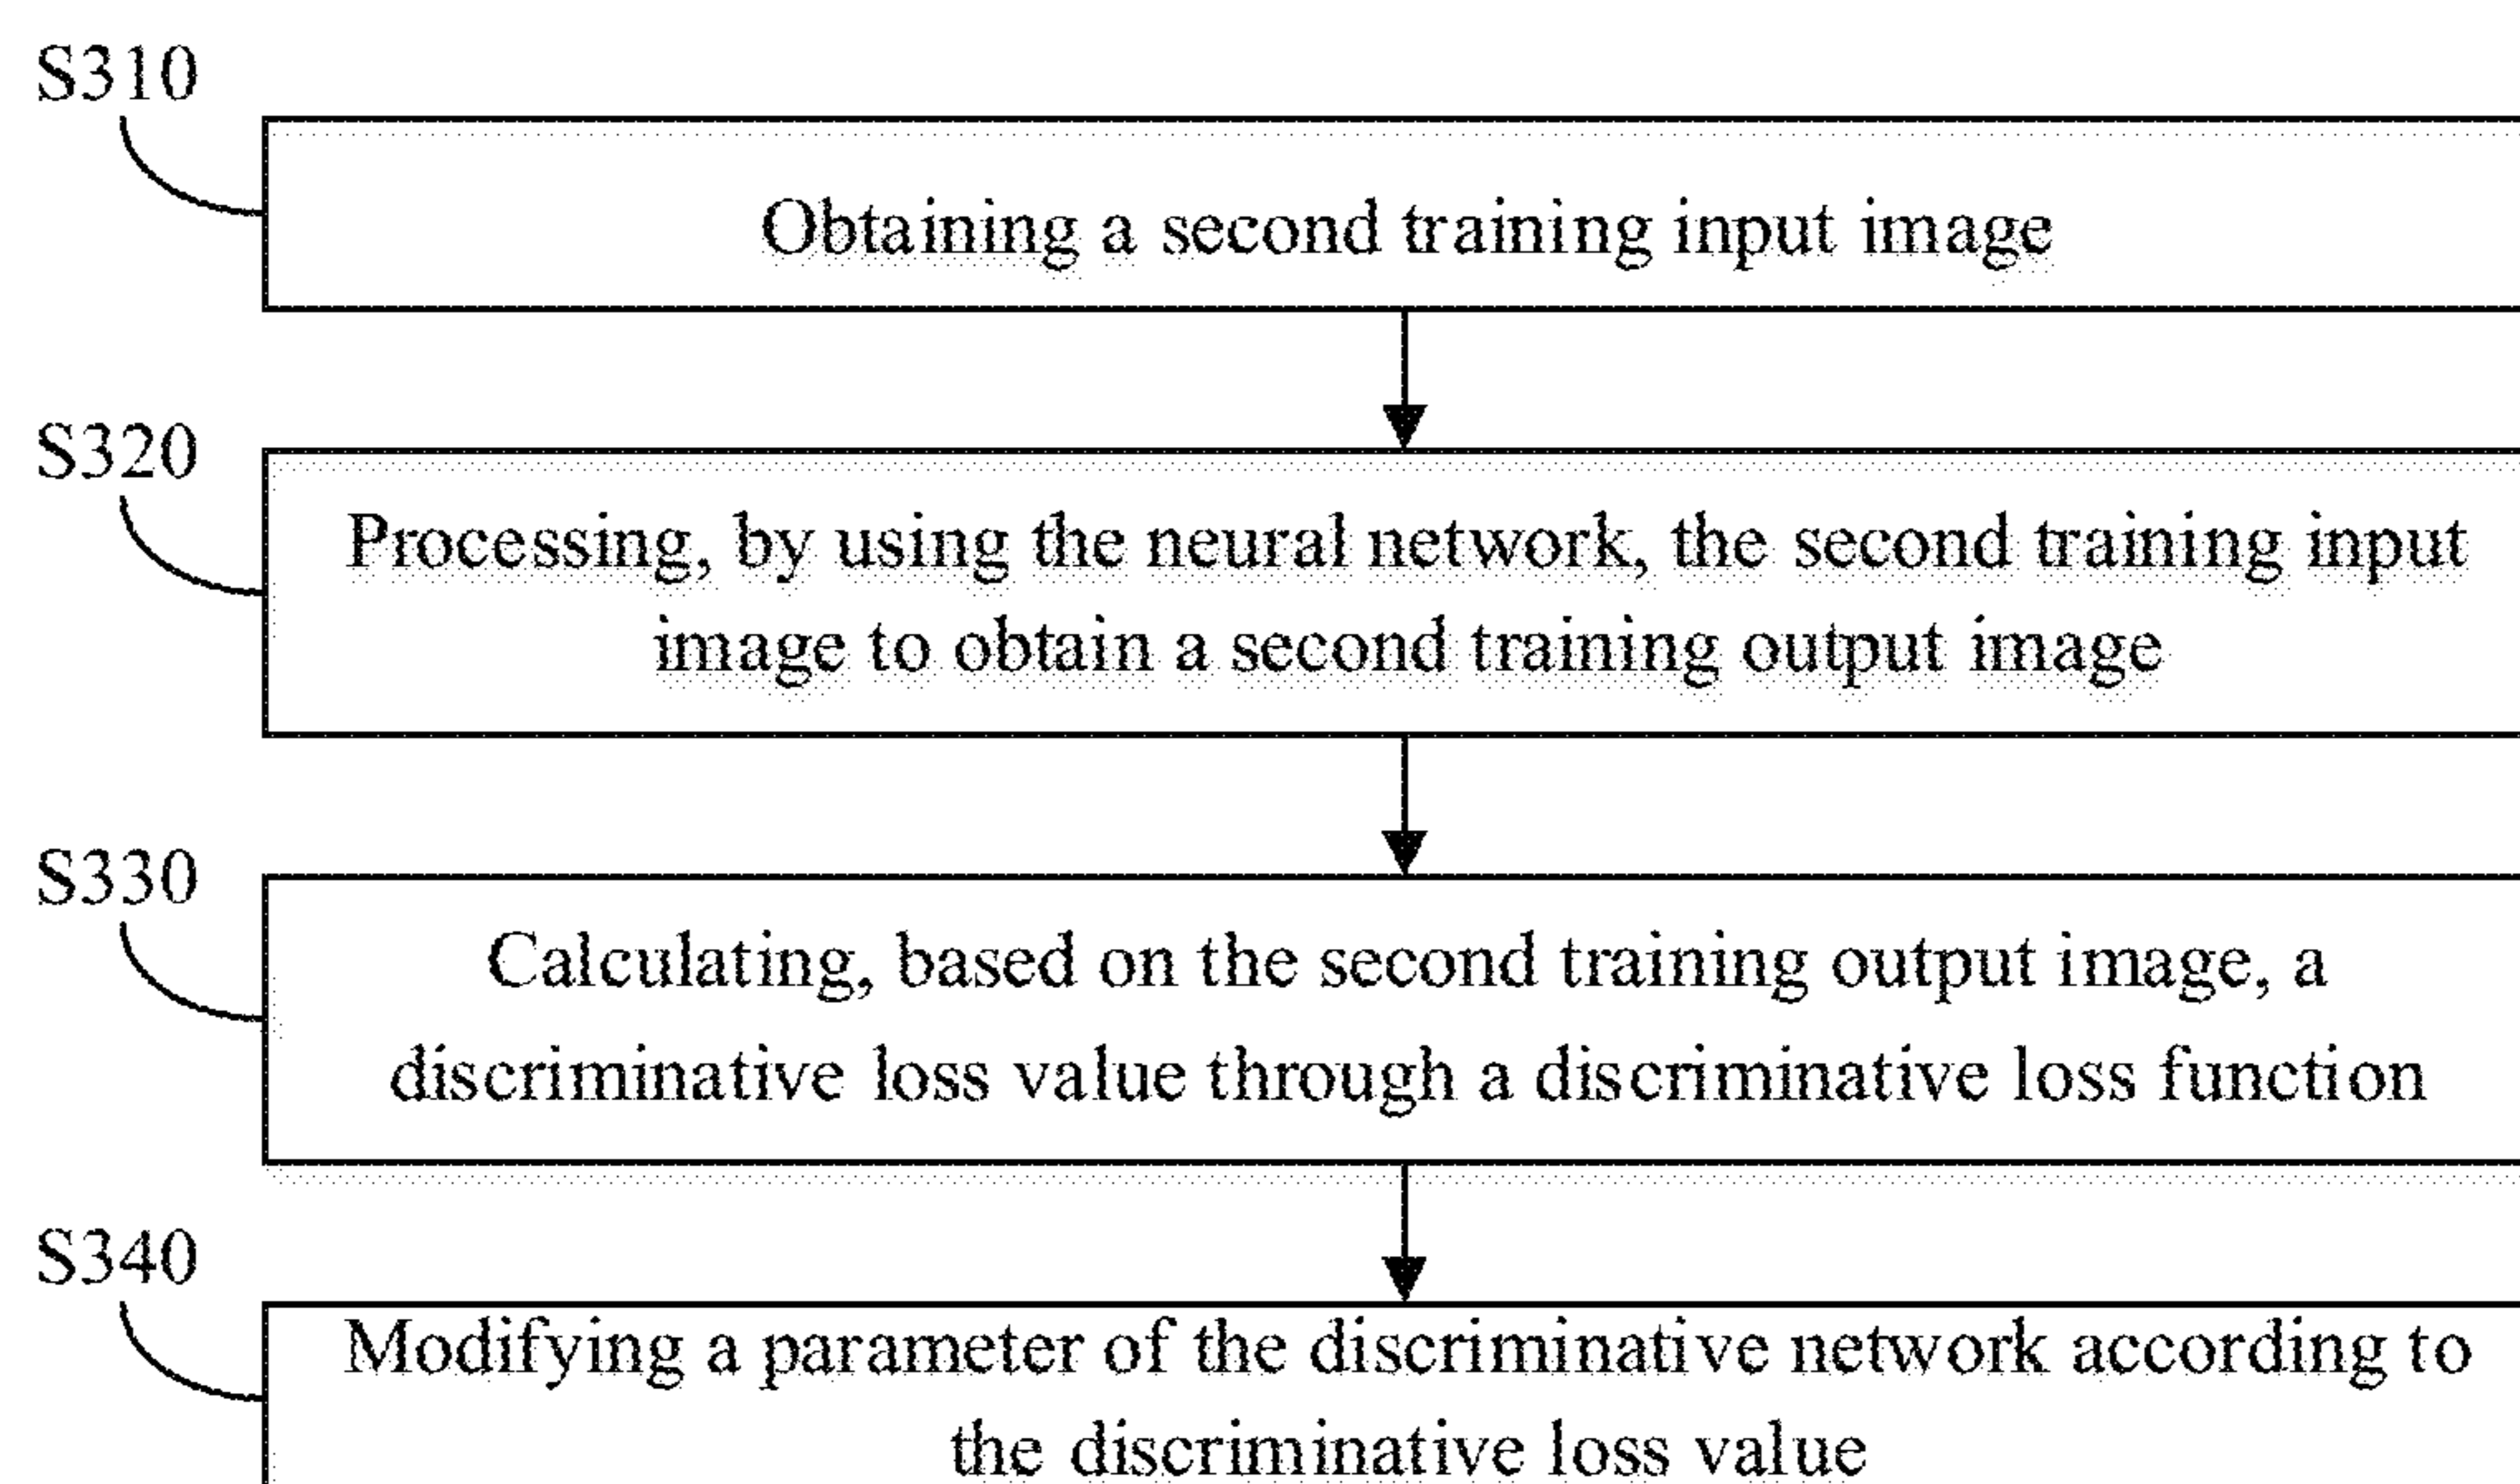 S310
Obtaining a second training input image
S320
Processing, by using the neural network, the second training input
image to obtain a second training output image
S330
Calculating, based on the second training output image, a
discriminative loss value through a discriminative loss function
S340
Modifying a parameter of the discriminative network according to
the discriminative loss value